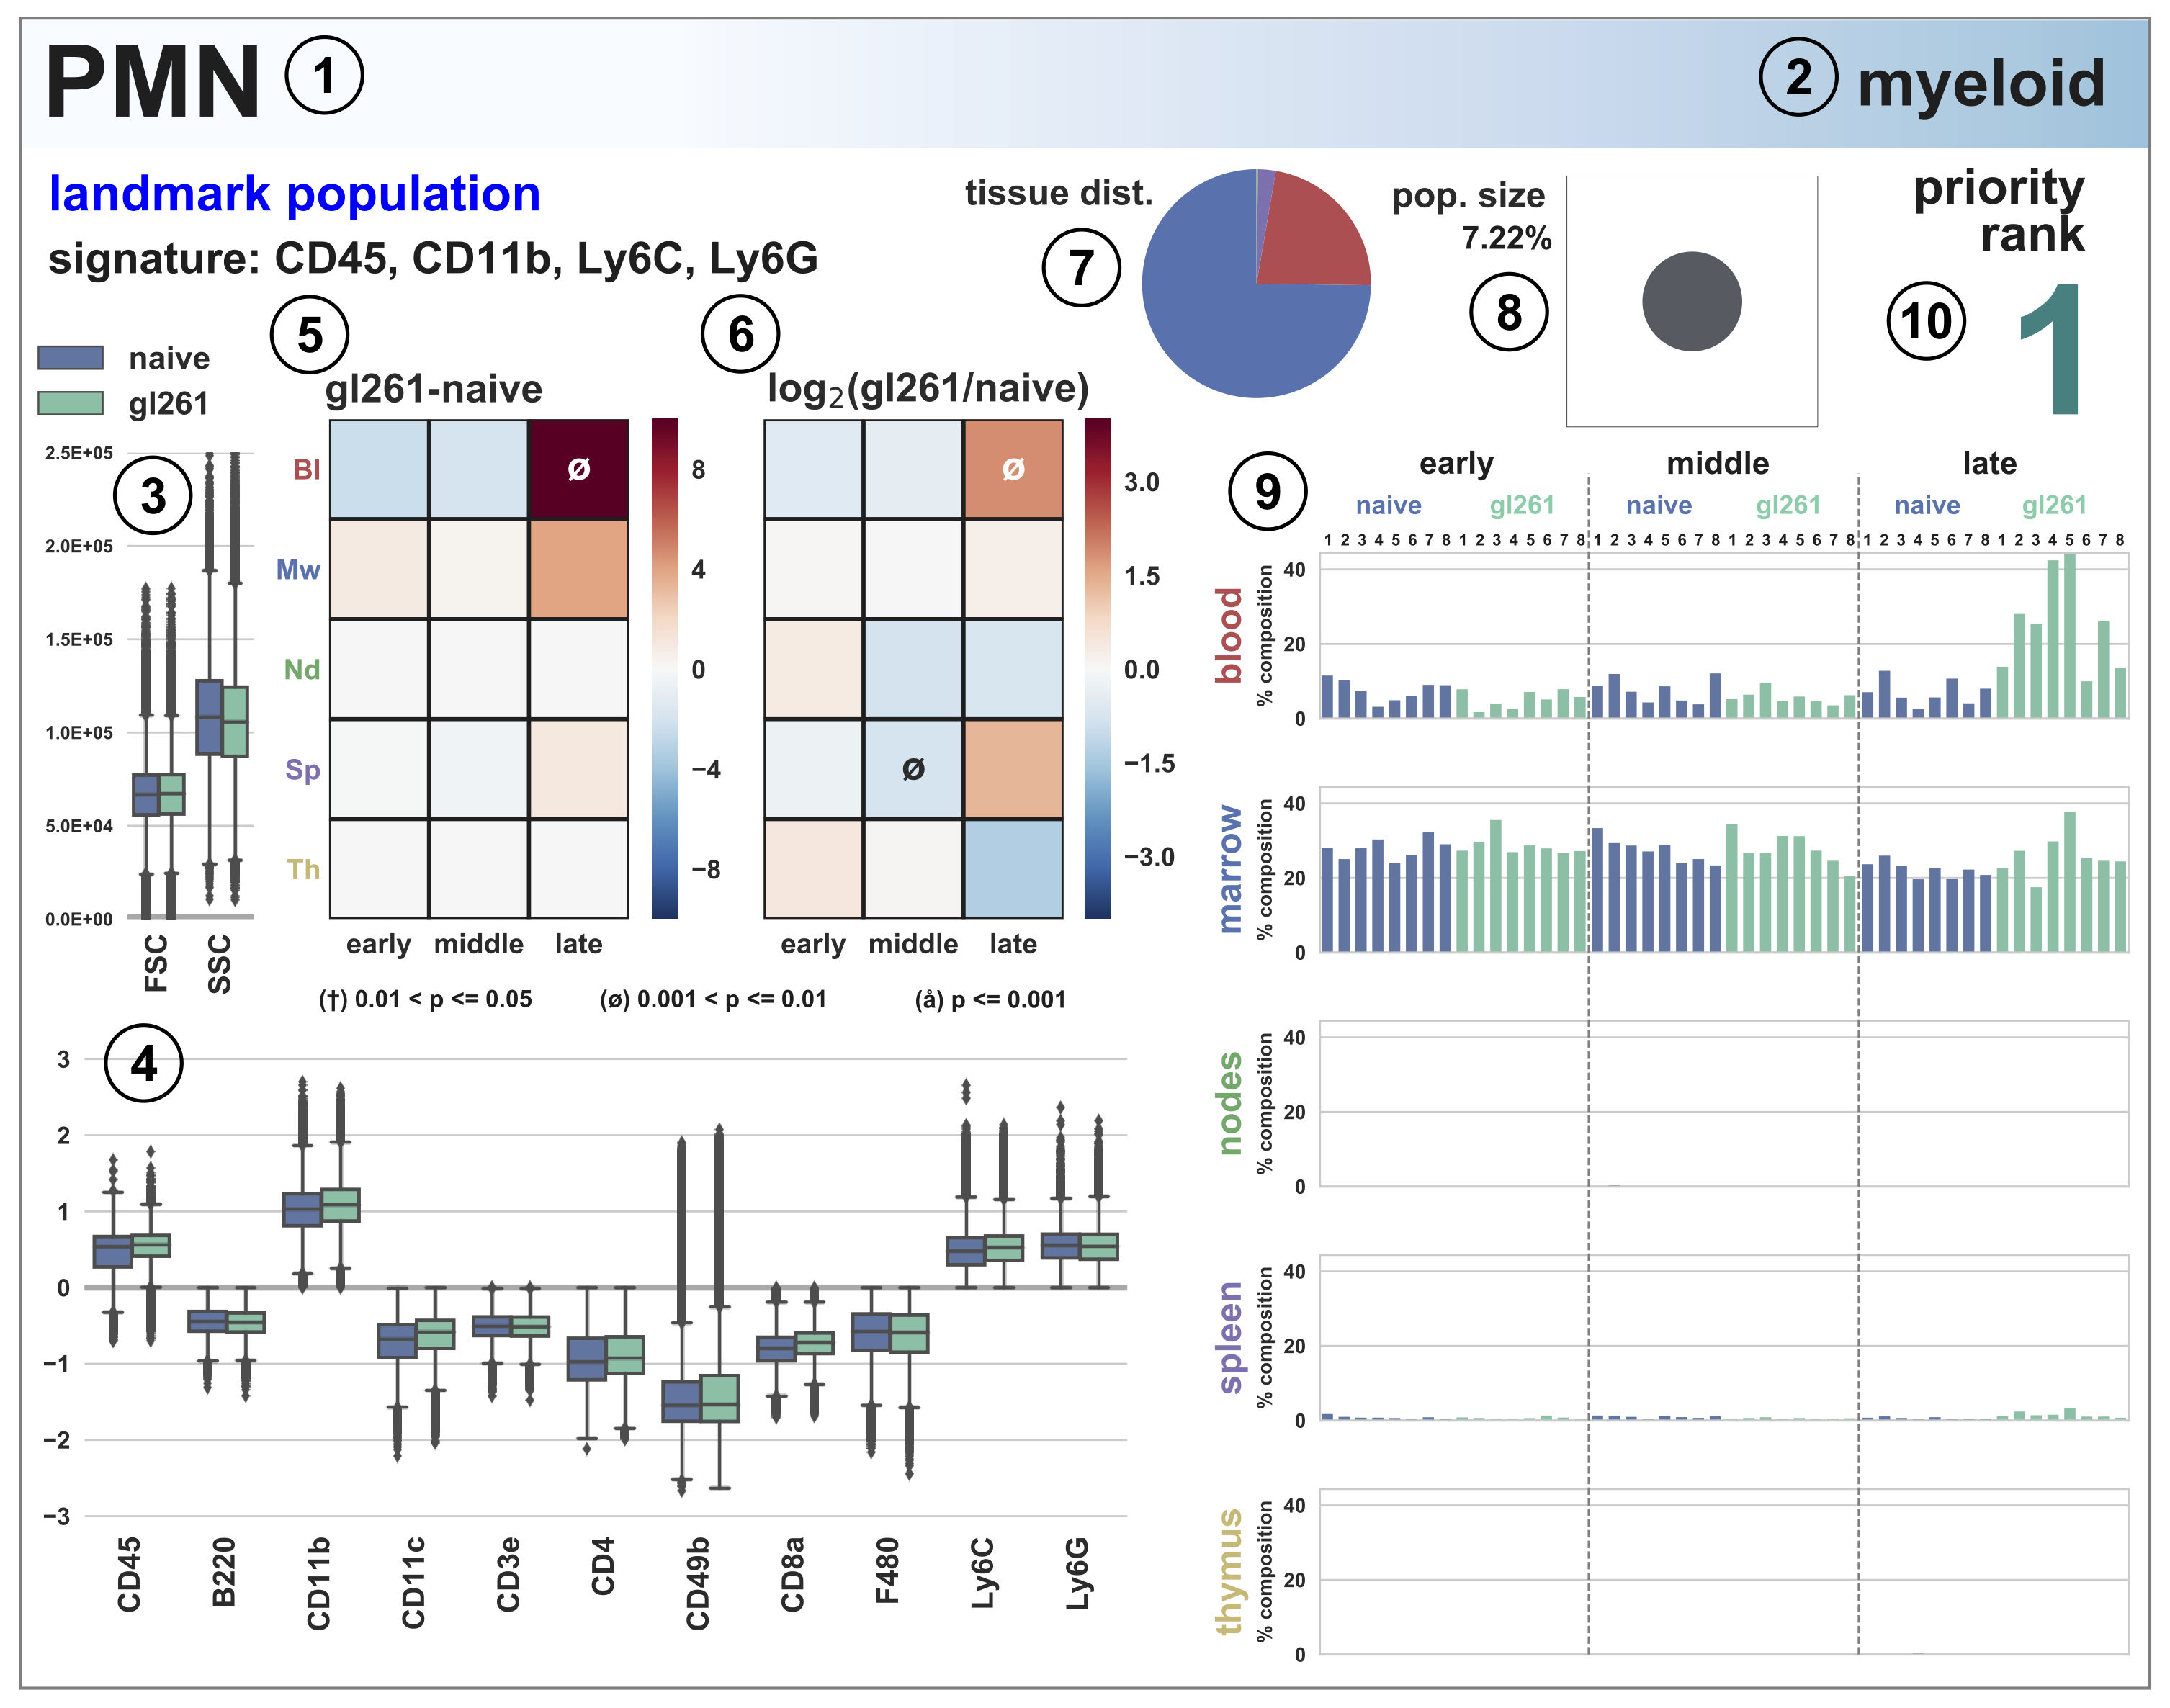 PMN 1
2 myeloid
landmark population
signature: CD45, CD11b, Ly6C, Ly6G
tissue dist.
7
pop. size
7.22%
8
priority
rank
10 1
naive
gl261
3
2.5E+05
2.0E+05
1.5E+05
1.0E+05
5.0E+04
0.0E+00
FSC
SSC
5
gl261-naive
Bl
Mw
Nd
Sp
Th
ø
early middle late
8
4
0
−4
−8
6
log₂(gl261/naive)
ø
ø
early middle late
3.0
1.5
0.0
−1.5
−3.0
(†) 0.01 < p <= 0.05 (ø) 0.001 < p <= 0.01 (å) p <= 0.001
4
3
2
1
0
−1
−2
−3
CD45
B220
CD11b
CD11c
CD3e
CD4
CD49b
CD8a
F480
Ly6C
Ly6G
9
early middle late
naive gl261 naive gl261 naive gl261
1 2 3 4 5 6 7 8 1 2 3 4 5 6 7 8 1 2 3 4 5 6 7 8 1 2 3 4 5 6 7 8 1 2 3 4 5 6 7 8 1 2 3 4 5 6 7 8
blood
% composition
40
20
0
marrow
% composition
40
20
0
nodes
% composition
40
20
0
spleen
% composition
40
20
0
thymus
% composition
40
20
0